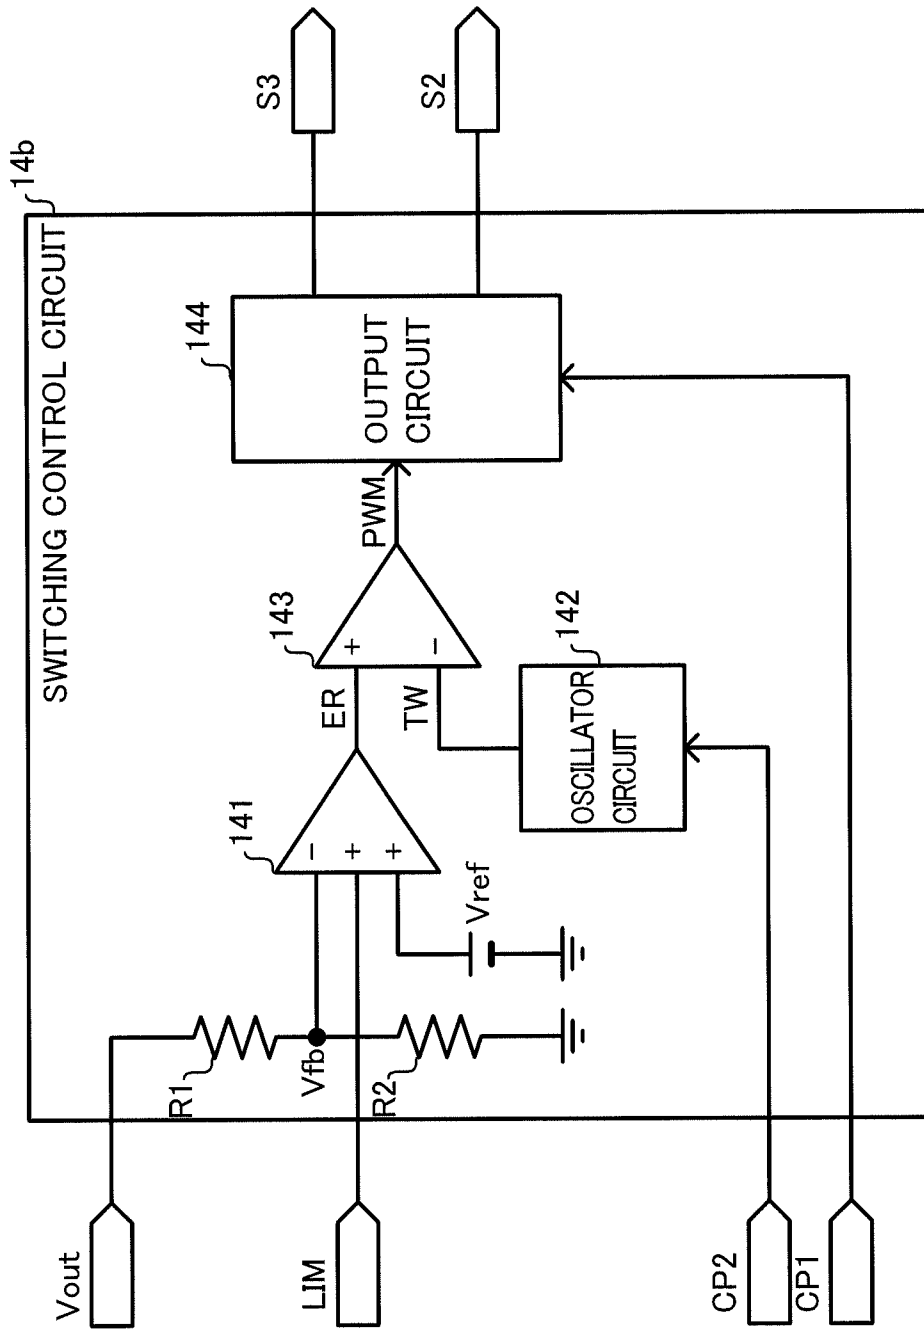 14b
SWITCHING CONTROL CIRCUIT
Vout
R1
Vfb
R2
LIM
141
−
+
+
Vref
ER
143
+
−
TW
142
OSCILLATOR
CIRCUIT
PWM
144
OUTPUT
CIRCUIT
S3
S2
CP2
CP1